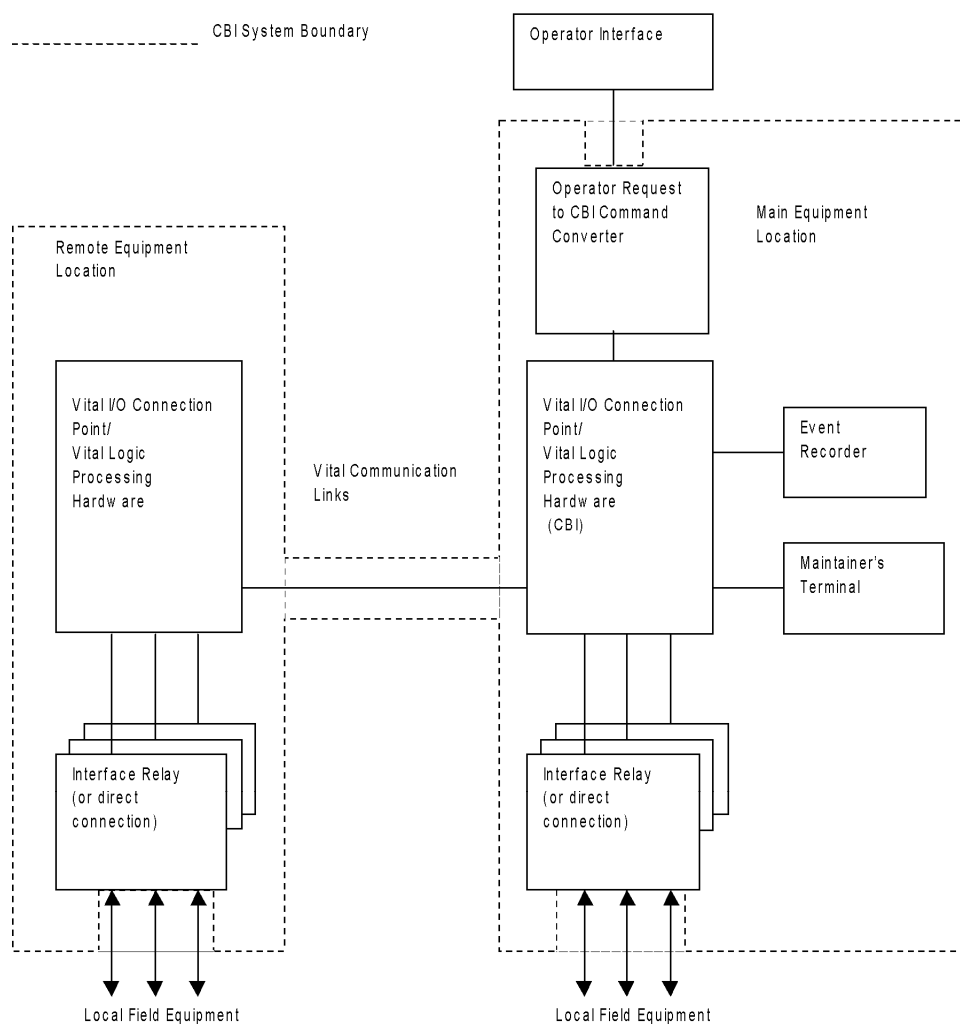 CBI System Boundary
Operator Interface
Operator Request
to CBI Command
Converter
Main Equipment
Location
Remote Equipment
Location
Vital I/O Connection
Point/
Vital Logic
Processing
Hardware
Vital Communication
Links
Vital I/O Connection
Point/
Vital Logic
Processing
Hardware
(CBI)
Event
Recorder
Maintainer's
Terminal
Interface Relay
(or direct
connection)
Interface Relay
(or direct
connection)
Local Field Equipment
Local Field Equipment